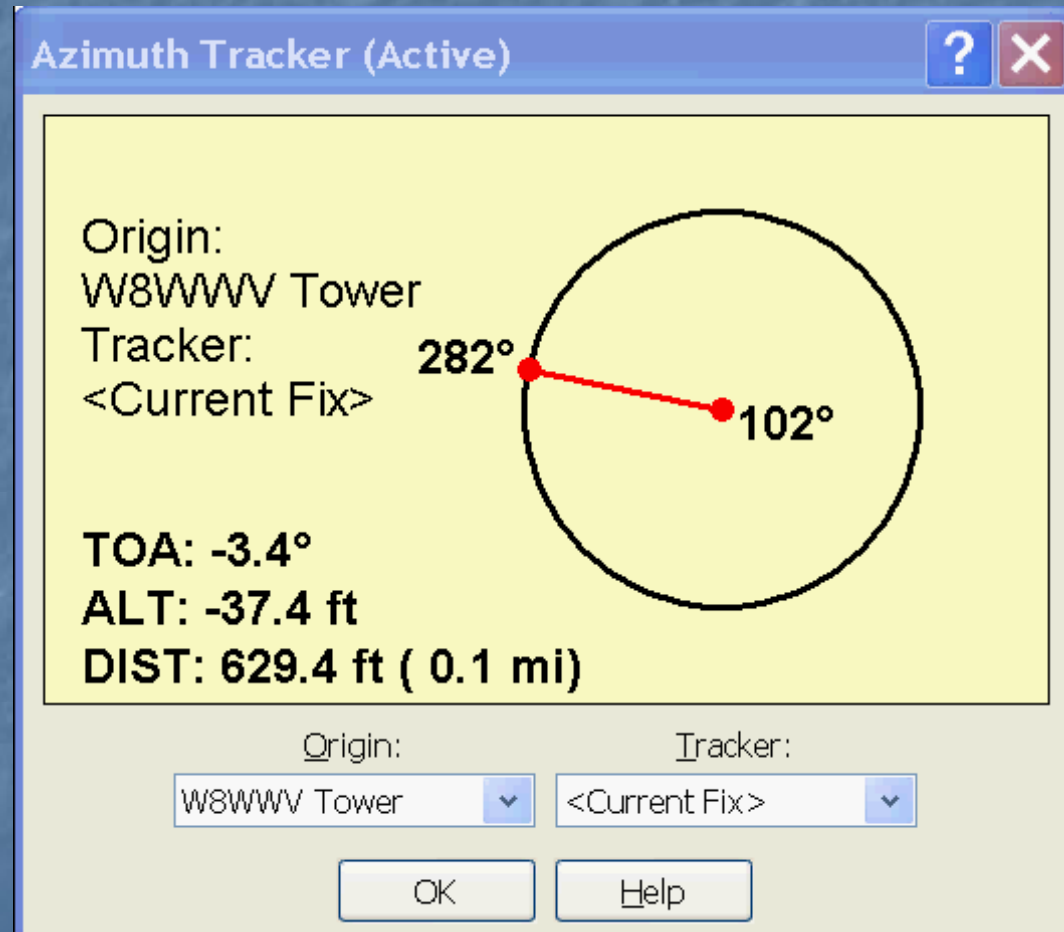 Azimuth Tracker (Active)
Origin:
W8WWV Tower
Tracker:
<Current Fix>
282°
102°
TOA: -3.4°
ALT: -37.4 ft
DIST: 629.4 ft ( 0.1 mi)
Origin: Tracker:
W8WWV Tower <Current Fix>
OK Help